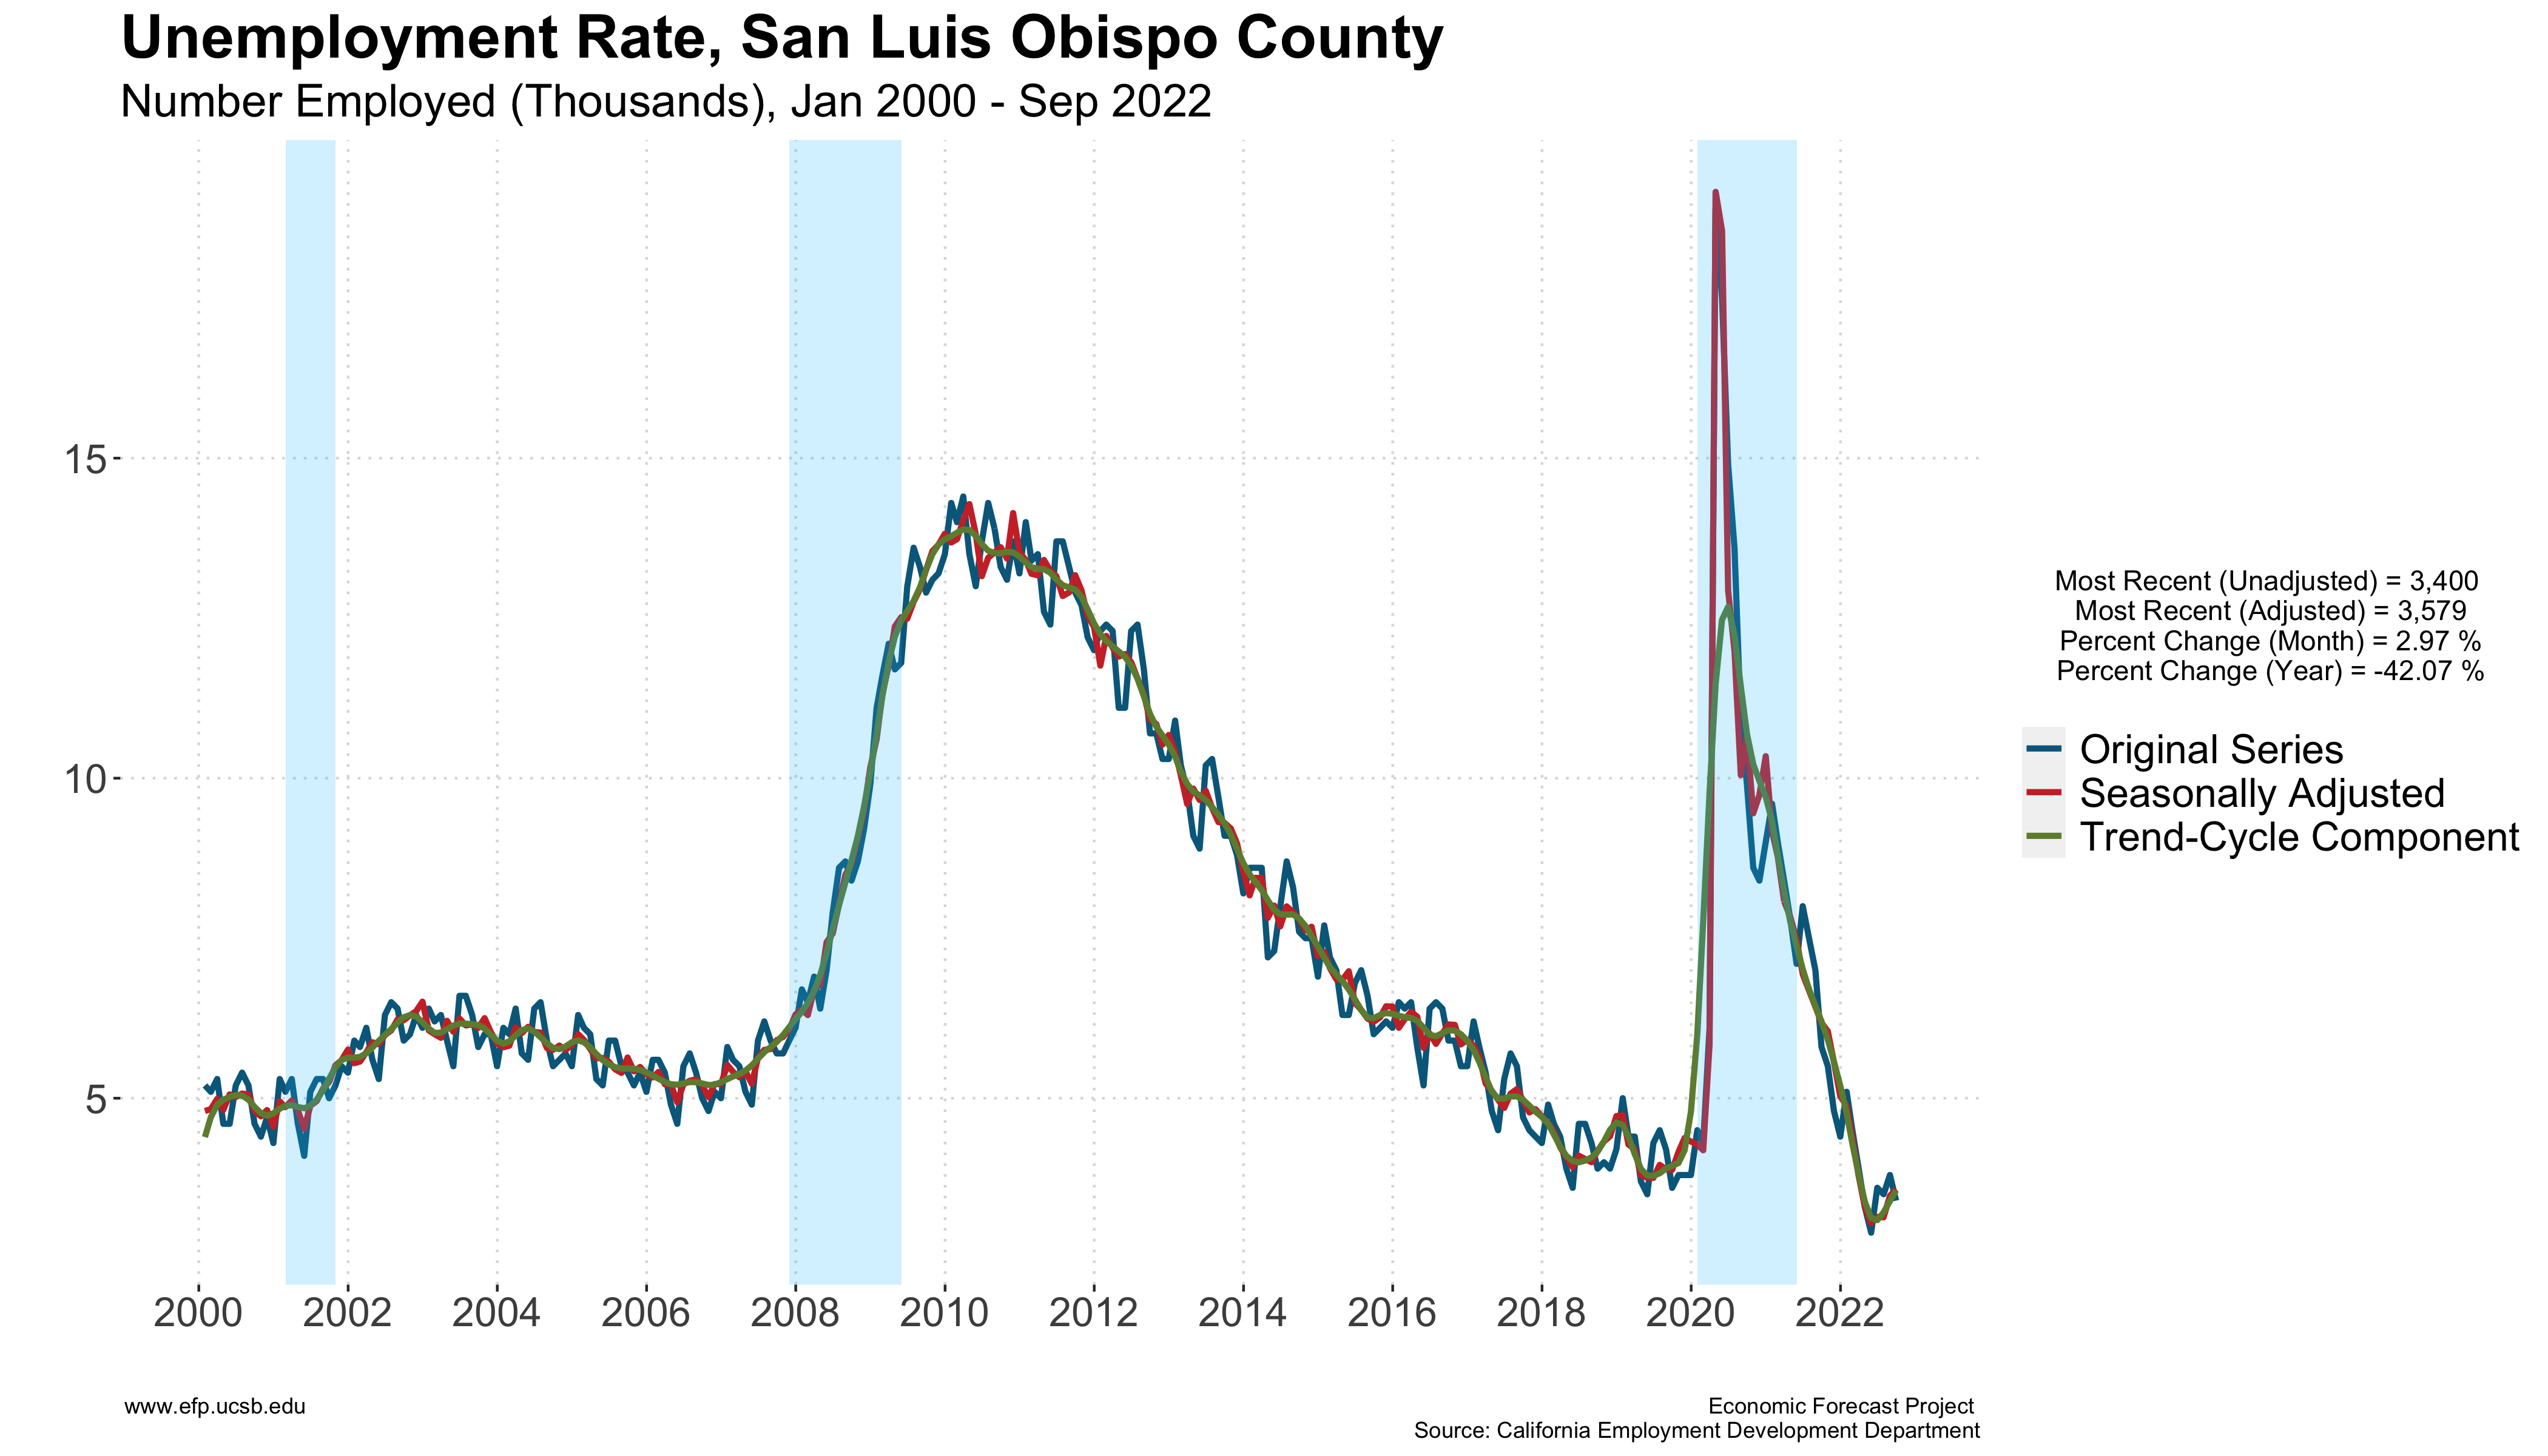 Unemployment Rate, San Luis Obispo County
Number Employed (Thousands), Jan 2000 - Sep 2022
15
10
5
2000 2002 2004 2006 2008 2010 2012 2014 2016 2018 2020 2022
Most Recent (Unadjusted) = 3,400
Most Recent (Adjusted) = 3,579
Percent Change (Month) = 2.97 %
Percent Change (Year) = -42.07 %
Original Series
Seasonally Adjusted
Trend-Cycle Component
www.efp.ucsb.edu
Economic Forecast Project
Source: California Employment Development Department